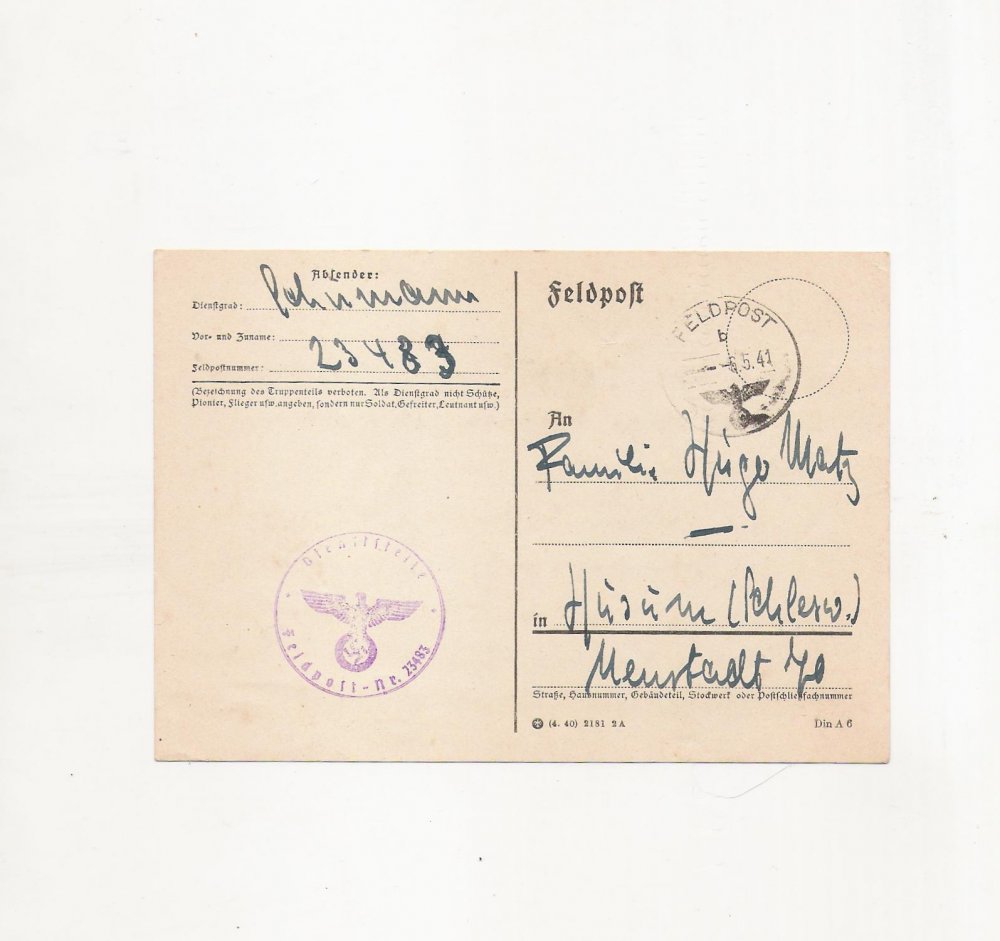 Absender:
Dienstgrad: Schumann
Vor- und Zuname:
Feldpostnummer: 23483
(Bezeichnung des Truppenteils verboten. Als Dienstgrad nicht Schütze,
Pionier, Flieger usw. angeben, sondern nur Soldat, Gefreiter, Leutnant usw.)
Dienststelle
Feldpost-Nr. 23483
Feldpost
FELDPOST
b
5.41
An
Familie Hugo Matz
in Husum (Schlesw.)
Neustadt 70
Straße, Hausnummer, Gebäudeteil, Stockwerk oder Postschließfachnummer
(4. 40) 2181 2A
Din A 6